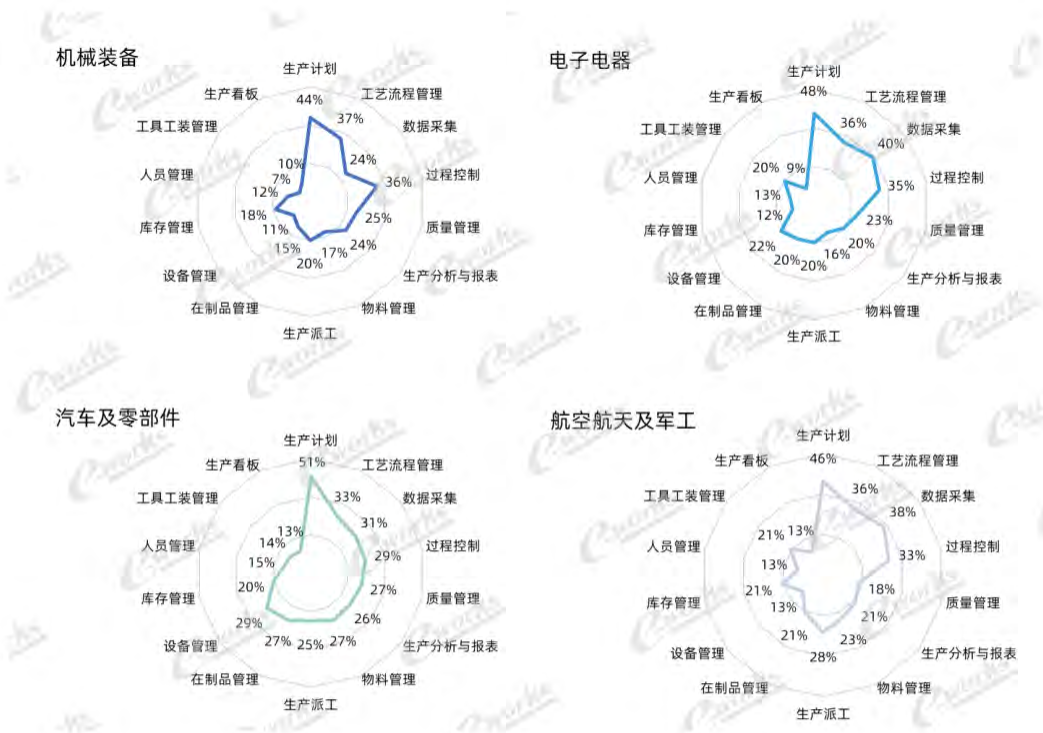 机械装备
生产计划
44%
工艺流程管理
37%
数据采集
24%
过程控制
36%
质量管理
25%
生产分析与报表
24%
物料管理
17%
生产派工
20%
在制品管理
15%
设备管理
11%
库存管理
18%
人员管理
12%
工具工装管理
7%
生产看板
10%
电子电器
生产计划
48%
工艺流程管理
36%
数据采集
40%
过程控制
35%
质量管理
23%
生产分析与报表
20%
物料管理
16%
生产派工
20%
在制品管理
20%
设备管理
22%
库存管理
12%
人员管理
13%
工具工装管理
20%
生产看板
9%
汽车及零部件
生产计划
51%
工艺流程管理
33%
数据采集
31%
过程控制
29%
质量管理
27%
生产分析与报表
26%
物料管理
27%
生产派工
25%
在制品管理
27%
设备管理
29%
库存管理
20%
人员管理
15%
工具工装管理
14%
生产看板
13%
航空航天及军工
生产计划
46%
工艺流程管理
36%
数据采集
38%
过程控制
33%
质量管理
18%
生产分析与报表
21%
物料管理
23%
生产派工
28%
在制品管理
21%
设备管理
13%
库存管理
21%
人员管理
13%
工具工装管理
21%
生产看板
13%